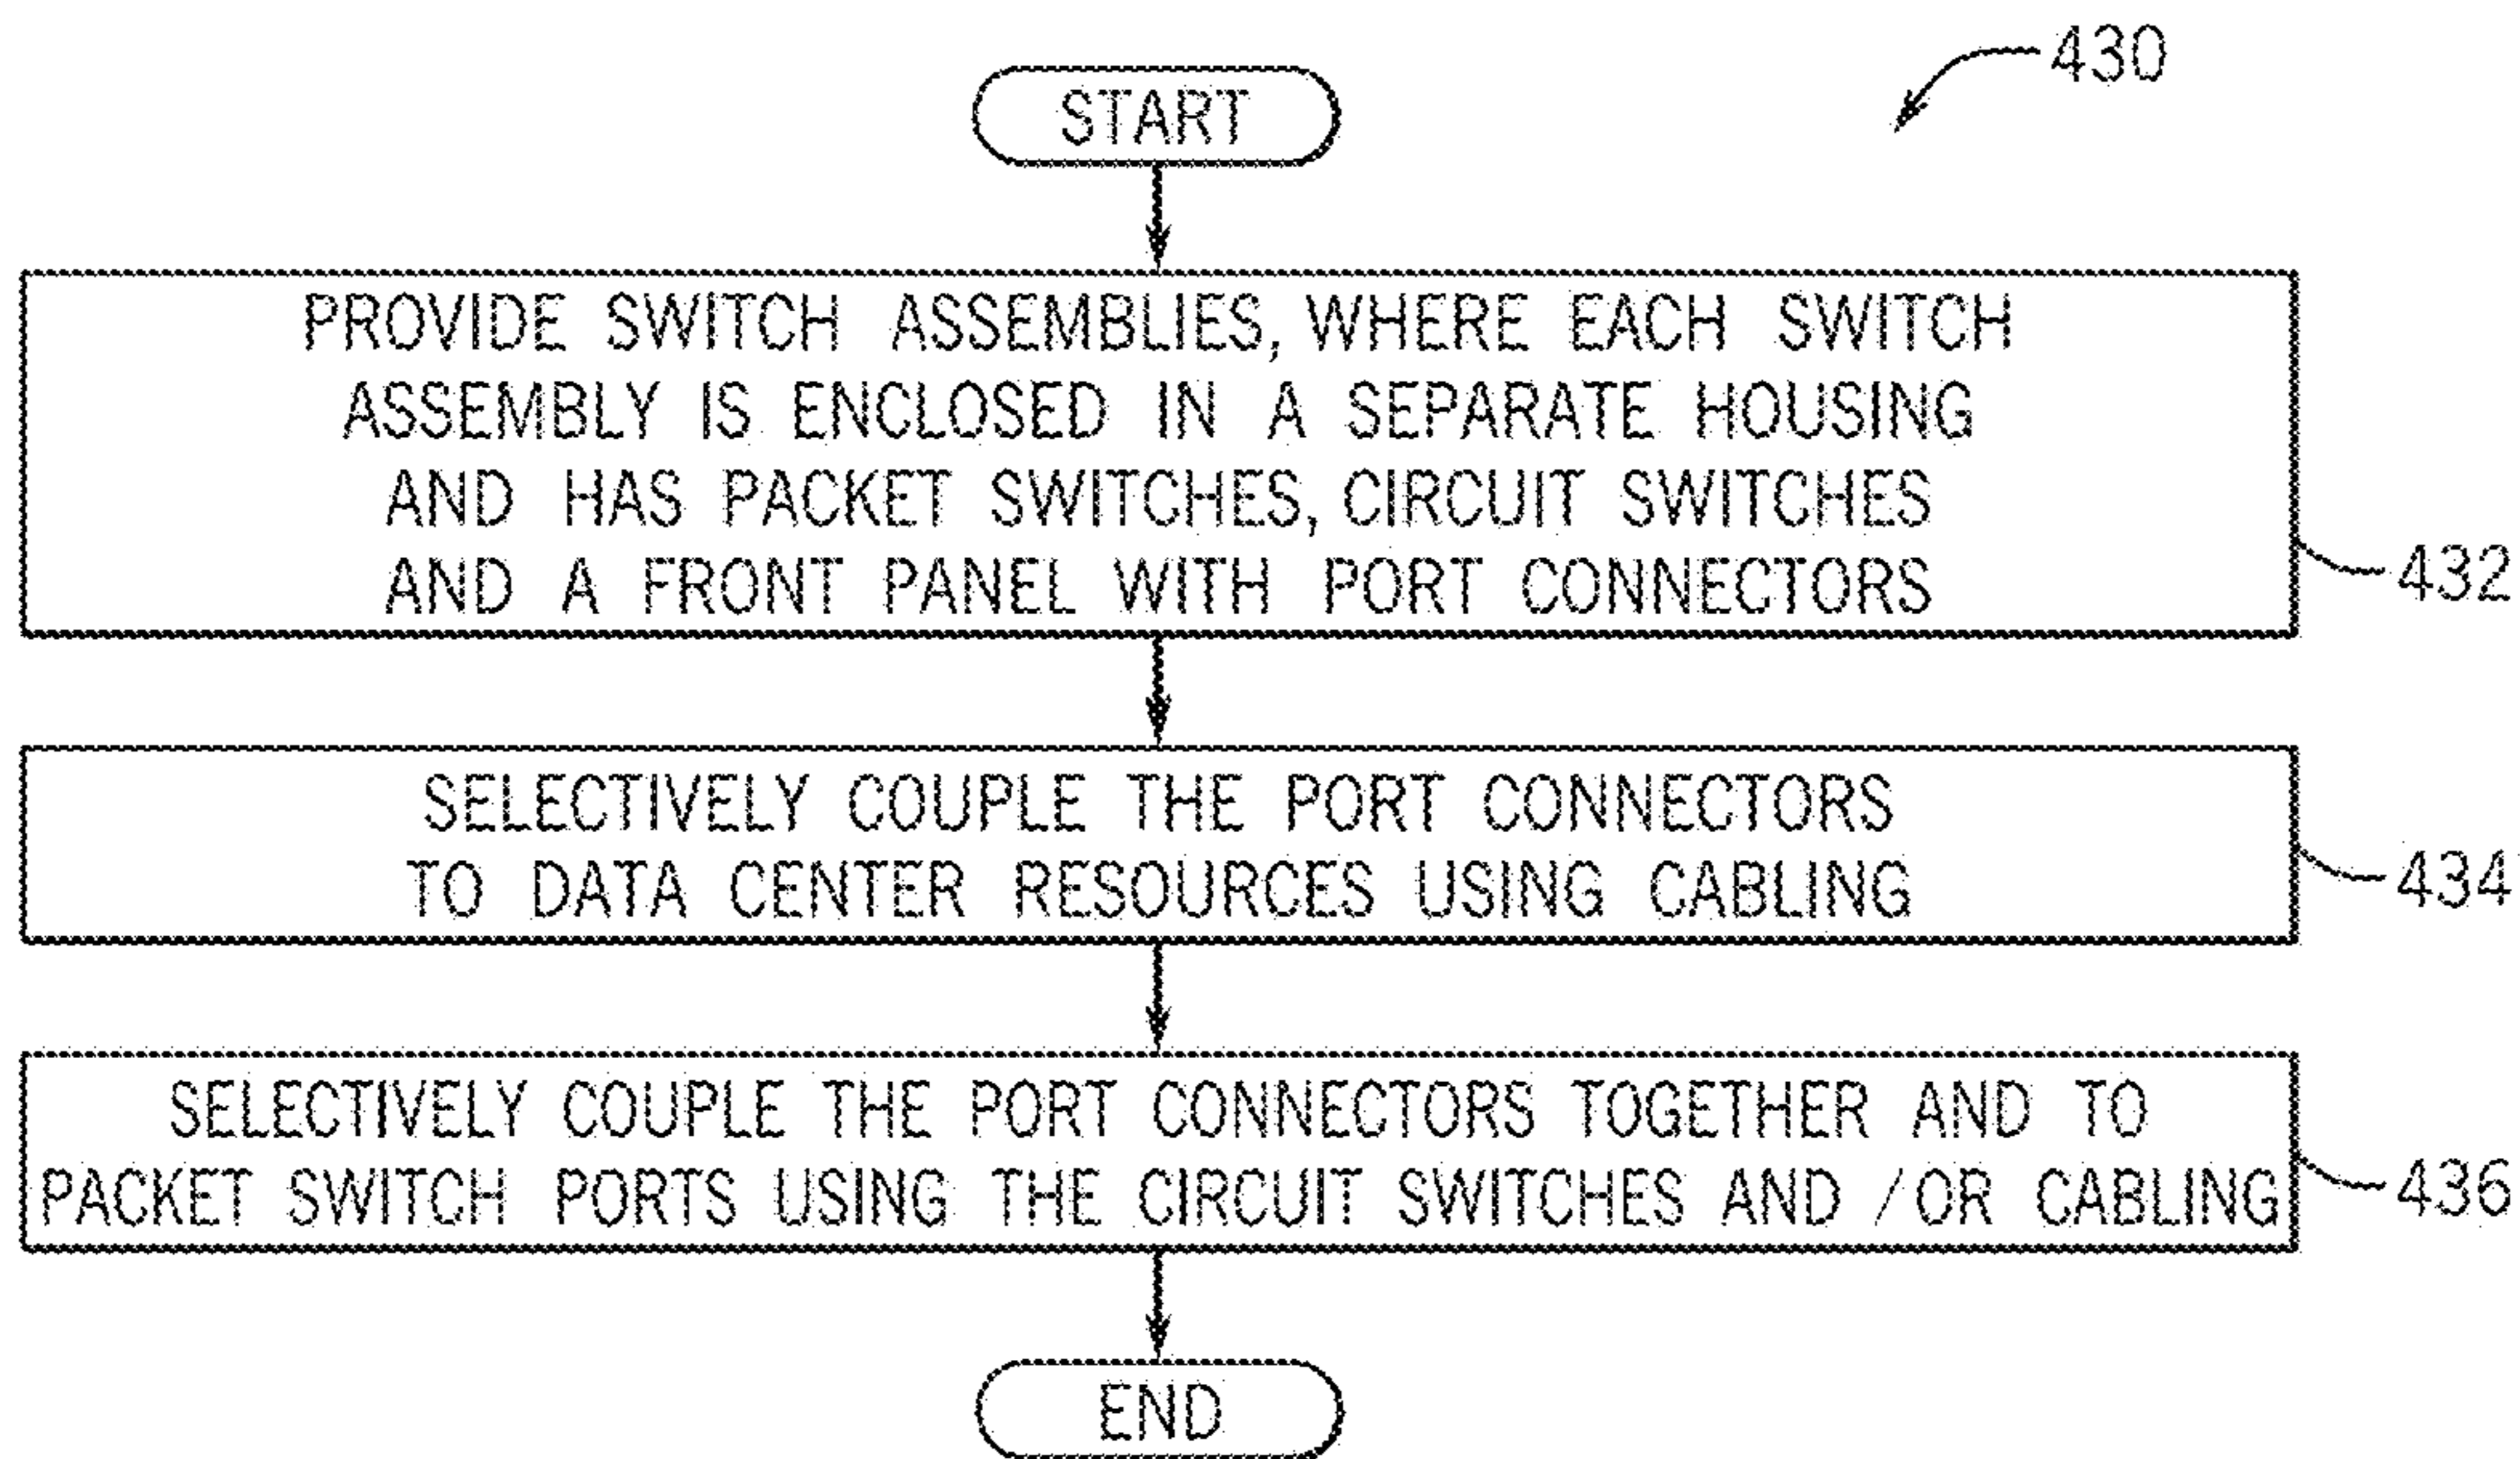 430
START
PROVIDE SWITCH ASSEMBLIES, WHERE EACH SWITCH
ASSEMBLY IS ENCLOSED IN A SEPARATE HOUSING
AND HAS PACKET SWITCHES, CIRCUIT SWITCHES
AND A FRONT PANEL WITH PORT CONNECTORS
432
SELECTIVELY COUPLE THE PORT CONNECTORS
TO DATA CENTER RESOURCES USING CABLING
434
SELECTIVELY COUPLE THE PORT CONNECTORS TOGETHER AND TO
PACKET SWITCH PORTS USING THE CIRCUIT SWITCHES AND /OR CABLING
436
END